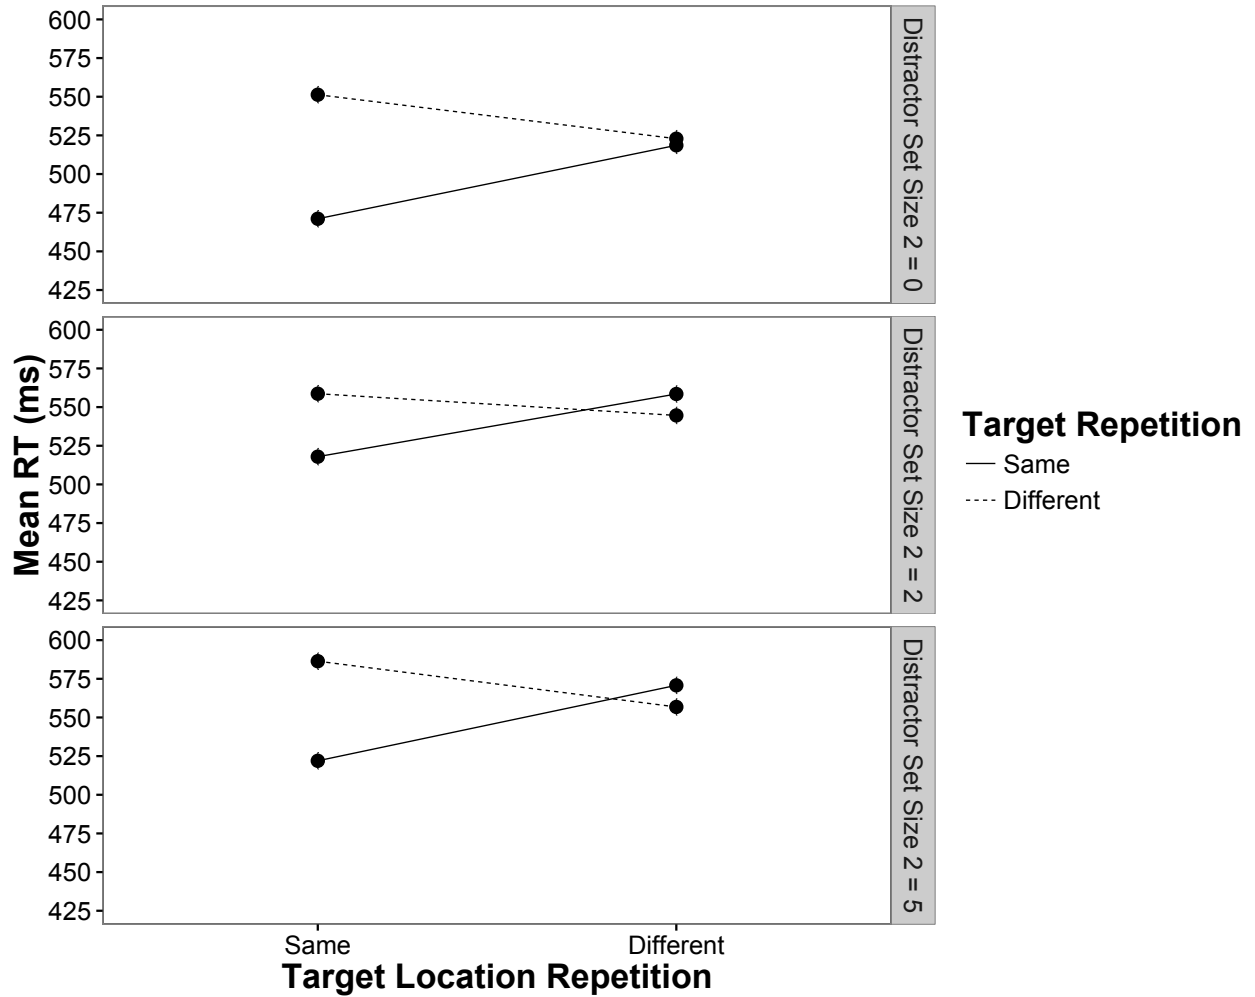 600
575
550
525
500
475
450
425
Distractor Set Size 2 = 0
600
575
550
525
500
475
450
425
Distractor Set Size 2 = 2
600
575
550
525
500
475
450
425
Distractor Set Size 2 = 5
Mean RT (ms)
Same
Different
Target Location Repetition
Target Repetition
Same
Different